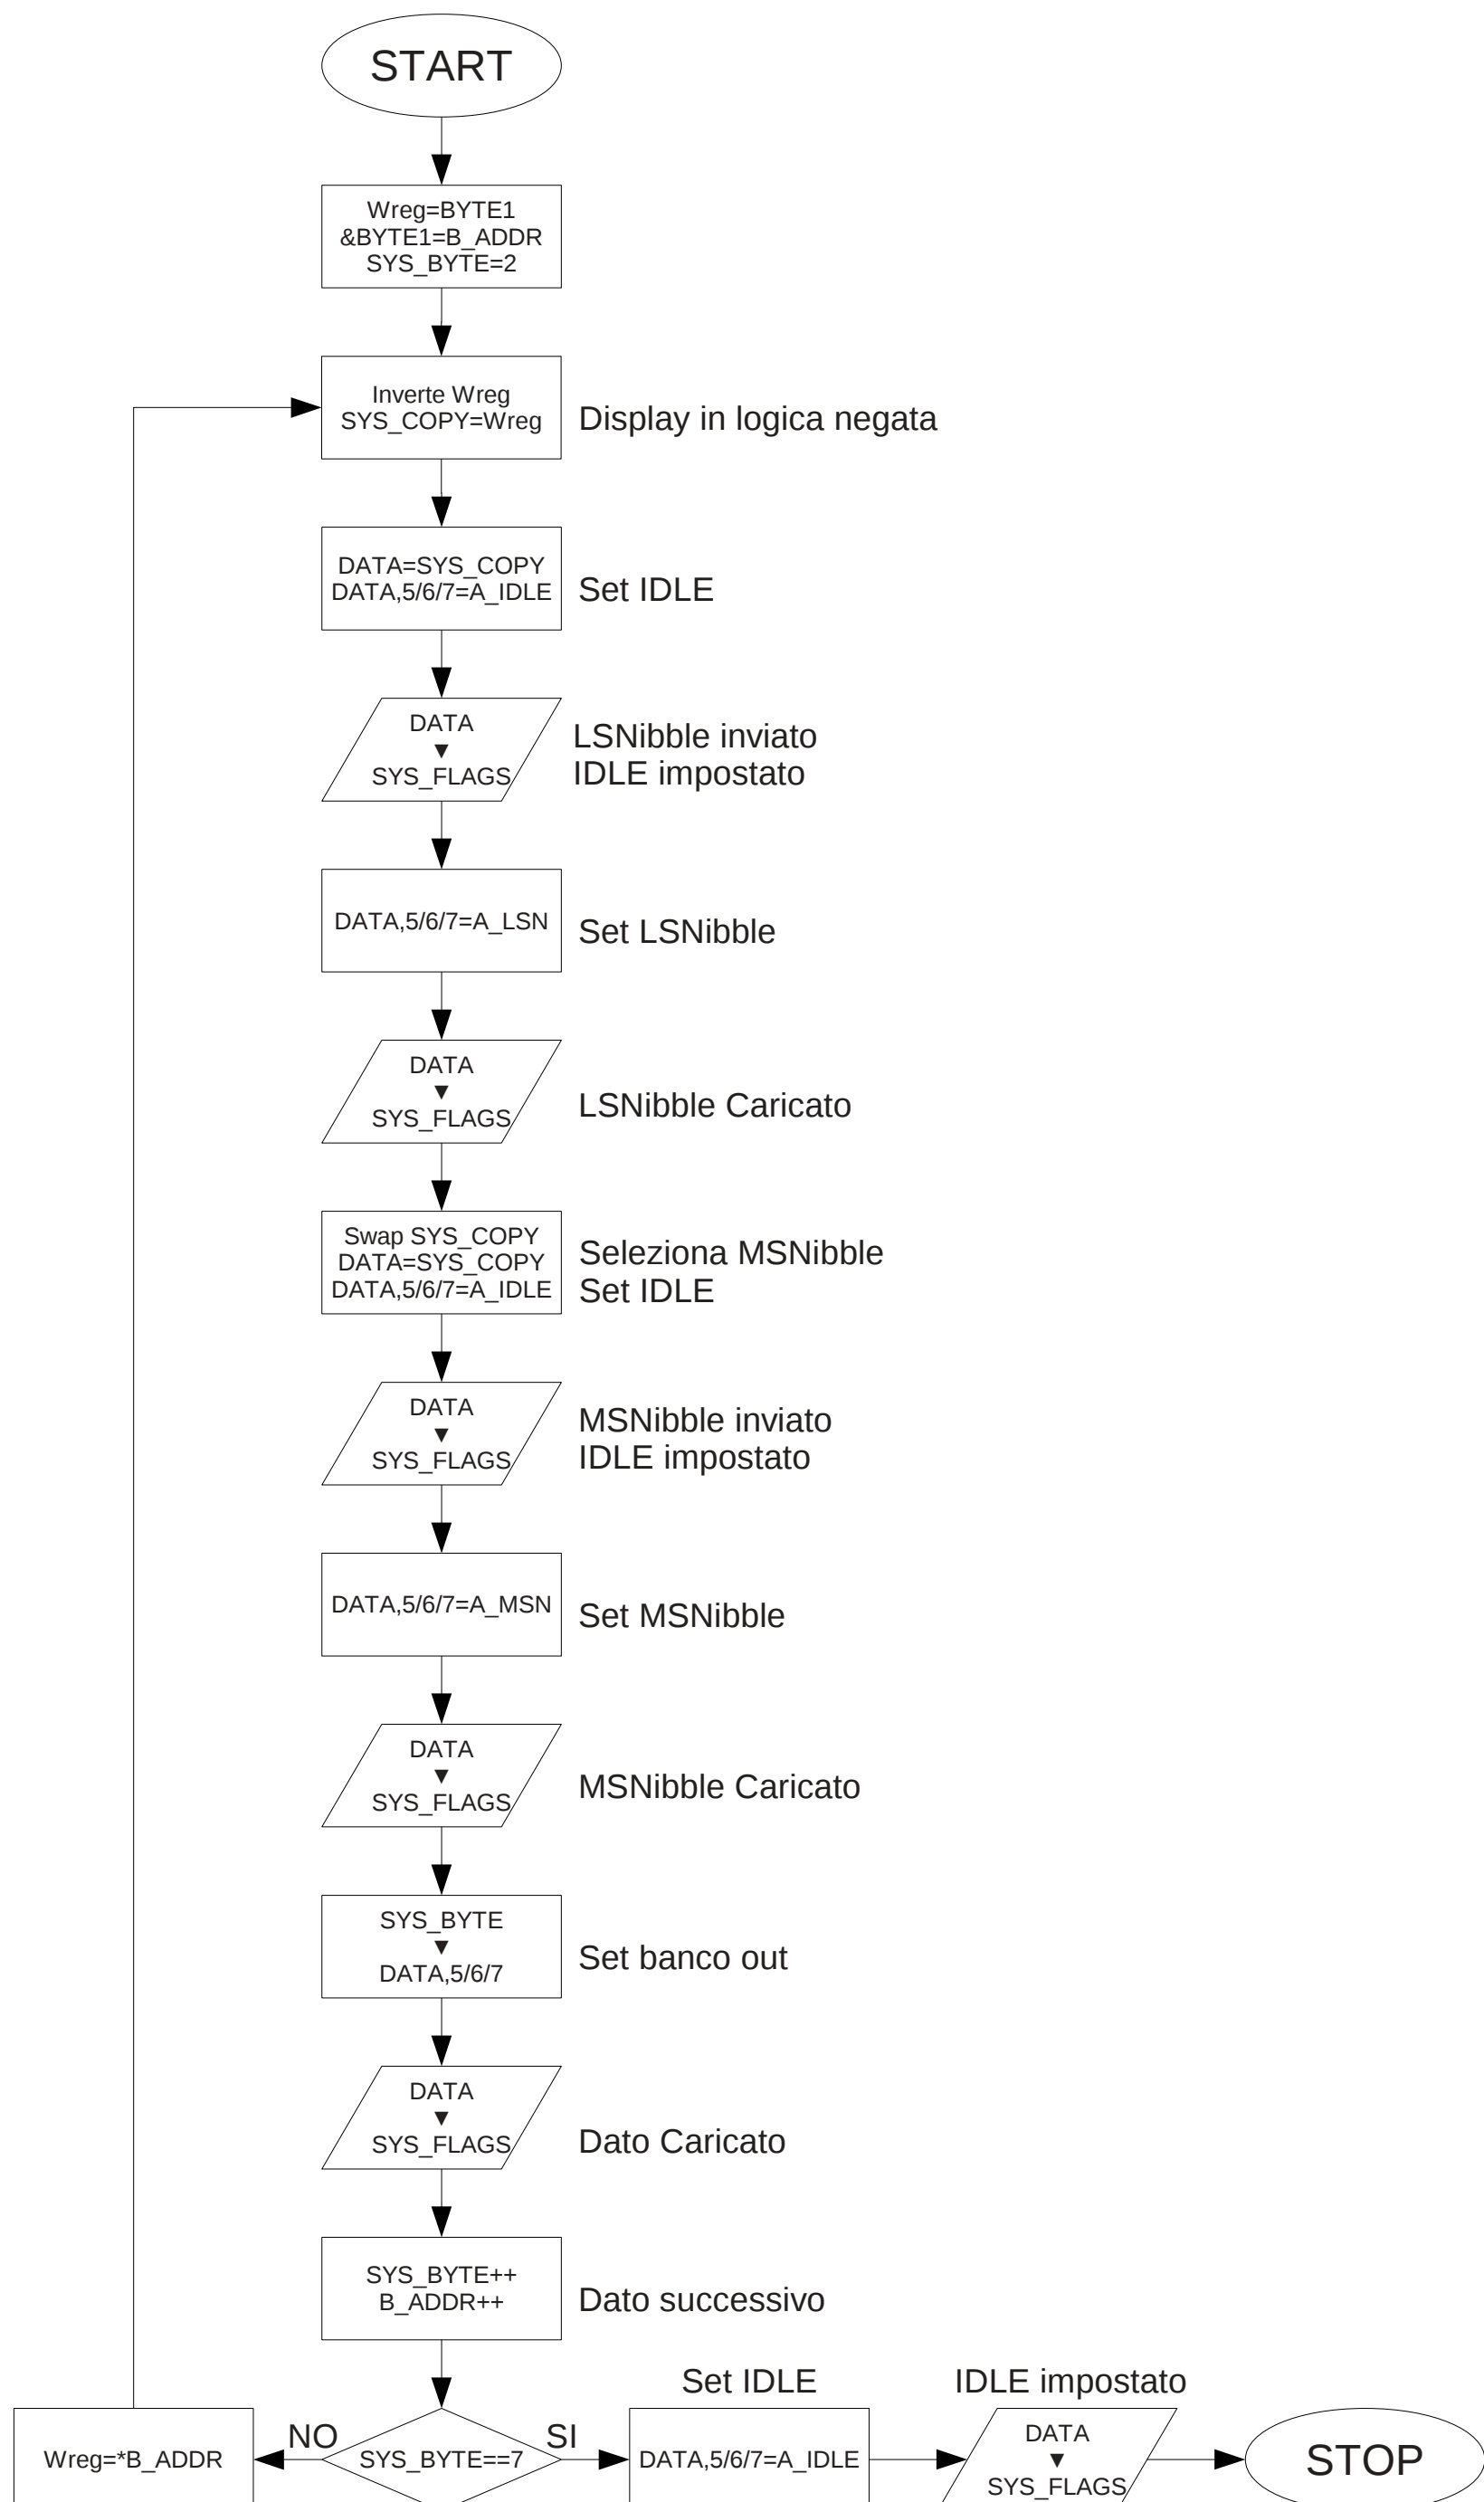 START
Wreg=BYTE1
&BYTE1=B_ADDR
SYS_BYTE=2
Inverte Wreg
SYS_COPY=Wreg
Display in logica negata
DATA=SYS_COPY
DATA,5/6/7=A_IDLE
Set IDLE
DATA
▼
SYS_FLAGS
LSNibble inviato
IDLE impostato
DATA,5/6/7=A_LSN
Set LSNibble
DATA
▼
SYS_FLAGS
LSNibble Caricato
Swap SYS_COPY
DATA=SYS_COPY
DATA,5/6/7=A_IDLE
Seleziona MSNibble
Set IDLE
DATA
▼
SYS_FLAGS
MSNibble inviato
IDLE impostato
DATA,5/6/7=A_MSN
Set MSNibble
DATA
▼
SYS_FLAGS
MSNibble Caricato
SYS_BYTE
▼
DATA,5/6/7
Set banco out
DATA
▼
SYS_FLAGS
Dato Caricato
SYS_BYTE++
B_ADDR++
Dato successivo
Wreg=*B_ADDR
NO
SYS_BYTE==7
SI
Set IDLE
DATA,5/6/7=A_IDLE
IDLE impostato
DATA
▼
SYS_FLAGS
STOP